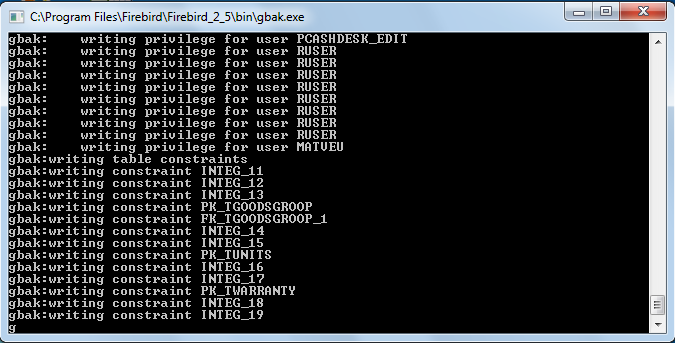 C:\Program Files\Firebird\Firebird_2_5\bin\gbak.exe
gbak:    writing privilege for user PCASHDESK_EDIT
gbak:    writing privilege for user RUSER
gbak:    writing privilege for user RUSER
gbak:    writing privilege for user RUSER
gbak:    writing privilege for user RUSER
gbak:    writing privilege for user RUSER
gbak:    writing privilege for user RUSER
gbak:    writing privilege for user RUSER
gbak:    writing privilege for user RUSER
gbak:    writing privilege for user MATVEU
gbak:writing table constraints
gbak:writing constraint INTEG_11
gbak:writing constraint INTEG_12
gbak:writing constraint INTEG_13
gbak:writing constraint PK_TGOODSGROOP
gbak:writing constraint FK_TGOODSGROOP_1
gbak:writing constraint INTEG_14
gbak:writing constraint INTEG_15
gbak:writing constraint PK_TUNITS
gbak:writing constraint INTEG_16
gbak:writing constraint INTEG_17
gbak:writing constraint PK_TWARRANTY
gbak:writing constraint INTEG_18
gbak:writing constraint INTEG_19
g